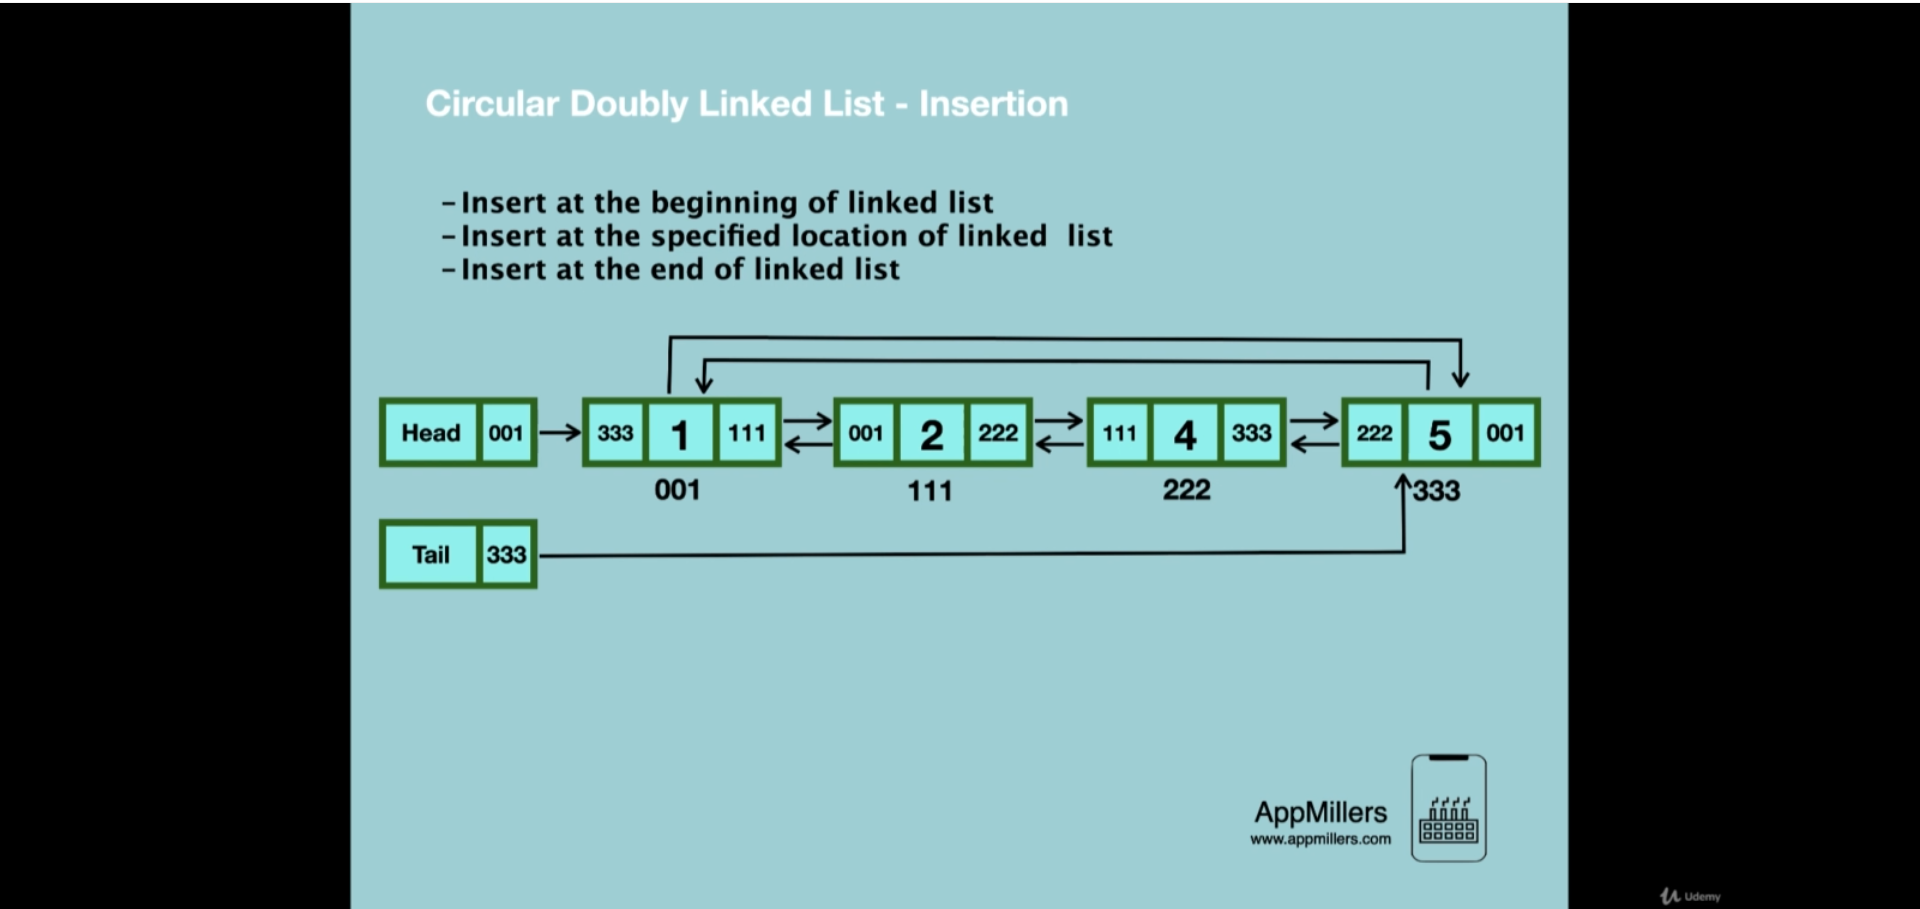 Circular Doubly Linked List - Insertion
- Insert at the beginning of linked list
- Insert at the specified location of linked  list
- Insert at the end of linked list
Head 001 333 1 111 001 2 222 111 4 333 222 5 001
001 111 222 333
Tail 333
AppMillers
www.appmillers.com
Udemy